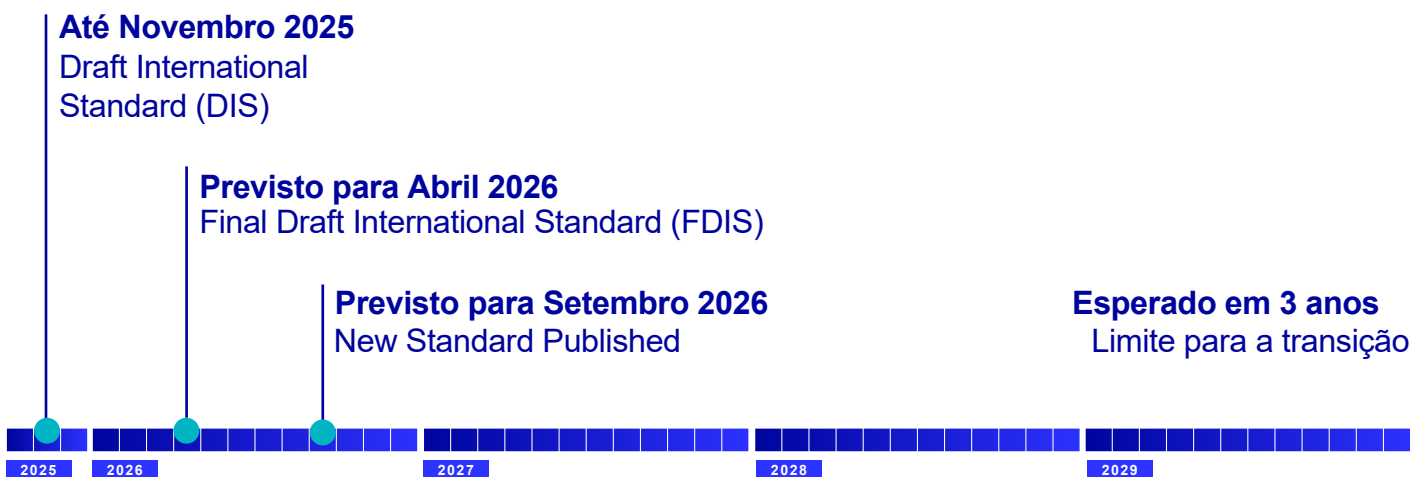 Até Novembro 2025
Draft International
Standard (DIS)
Previsto para Abril 2026
Final Draft International Standard (FDIS)
Previsto para Setembro 2026
New Standard Published
Esperado em 3 anos
Limite para a transição
2025
2026
2027
2028
2029